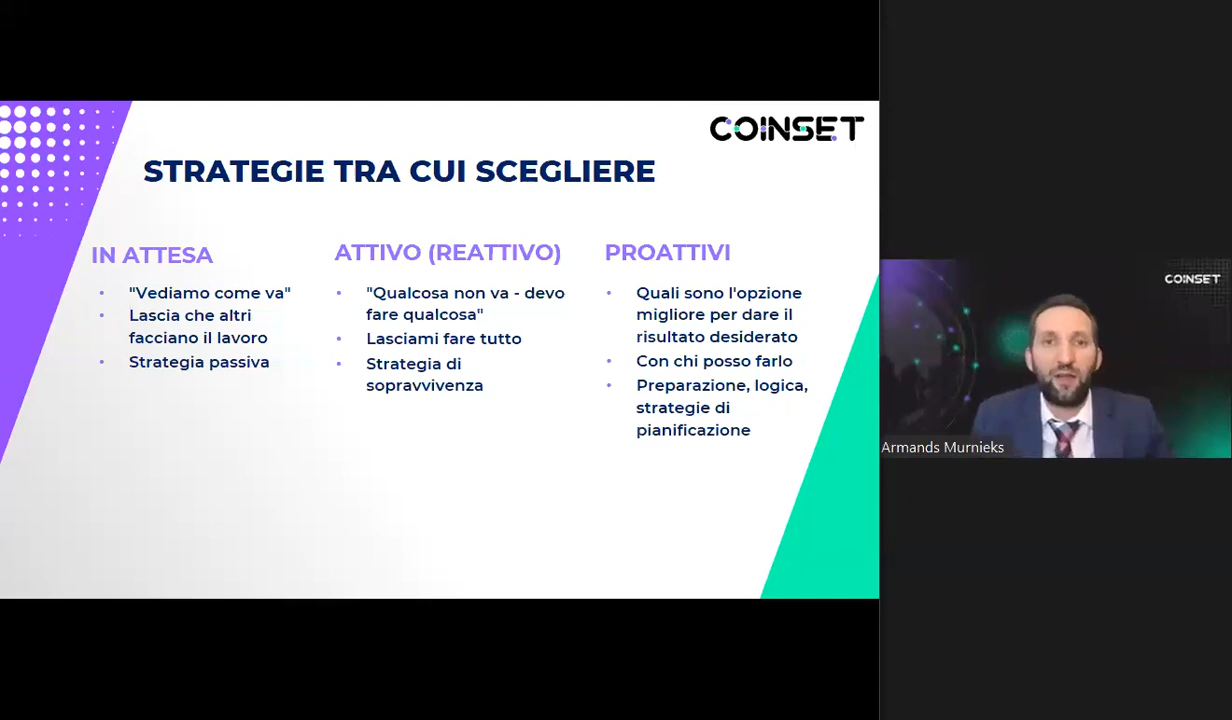 COINSET
STRATEGIE TRA CUI SCEGLIERE
IN ATTESA
"Vediamo come va"
Lascia che altri
facciano il lavoro
Strategia passiva
ATTIVO (REATTIVO)
"Qualcosa non va - devo
fare qualcosa"
Lasciami fare tutto
Strategia di
sopravvivenza
PROATTIVI
Quali sono l'opzione
migliore per dare il
risultato desiderato
Con chi posso farlo
Preparazione, logica,
strategie di
pianificazione
COINSET
Armands Murnieks